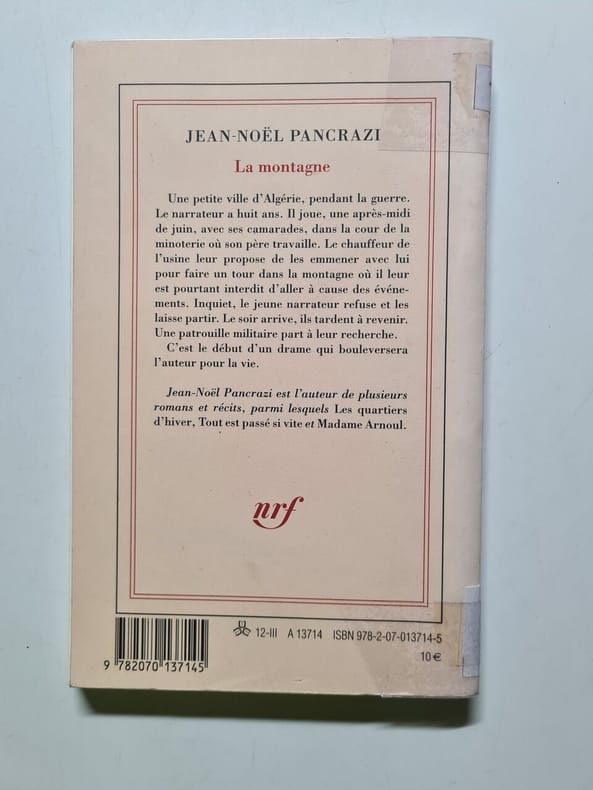 JEAN-NOËL PANCRAZI
La montagne
Une petite ville d'Algérie, pendant la guerre.
Le narrateur a huit ans. Il joue, une après-midi
de juin, avec ses camarades, dans la cour de la
minoterie où son père travaille. Le chauffeur de
l'usine leur propose de les emmener avec lui
pour faire un tour dans la montagne où il leur
est pourtant interdit d'aller à cause des événe-
ments. Inquiet, le jeune narrateur refuse et les
laisse partir. Le soir arrive, ils tardent à revenir.
Une patrouille militaire part à leur recherche.
C'est le début d'un drame qui bouleversera
l'auteur pour la vie.
Jean-Noël Pancrazi est l'auteur de plusieurs
romans et récits, parmi lesquels Les quartiers
d'hiver, Tout est passé si vite et Madame Arnoul.
nrf
12-III A 13714 ISBN 978-2-07-013714-5
10 €
9 782070 137145